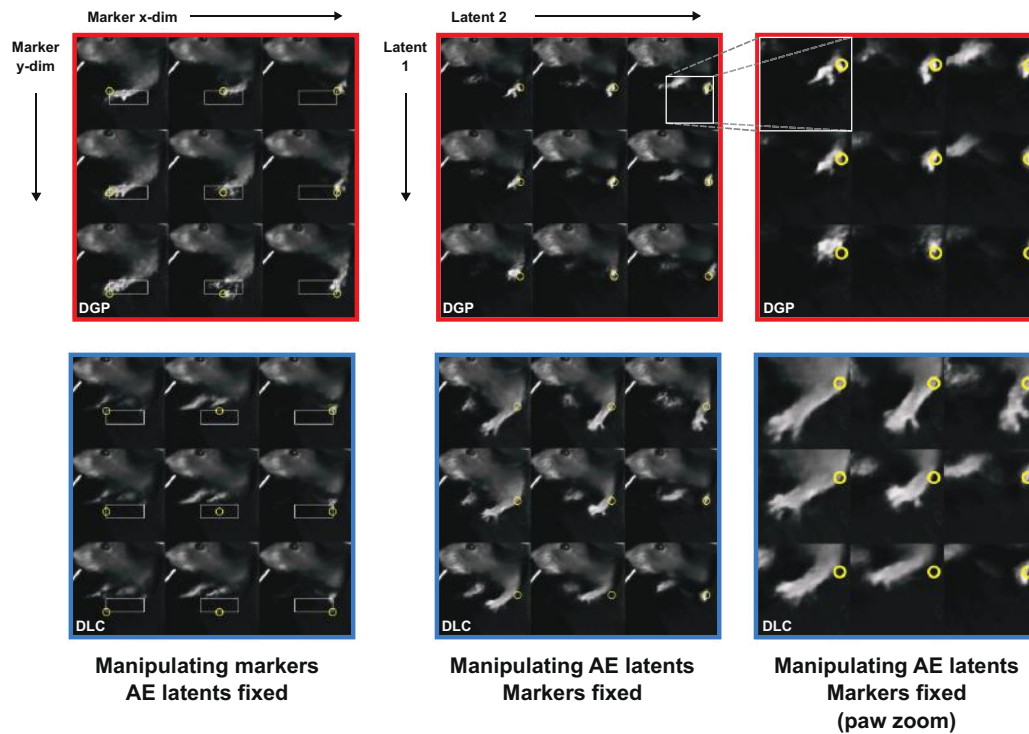 Marker x-dim
Latent 2
Marker
y-dim
Latent
1
DGP
DGP
DGP
DLC
DLC
DLC
Manipulating markers
AE latents fixed
Manipulating AE latents
Markers fixed
Manipulating AE latents
Markers fixed
(paw zoom)